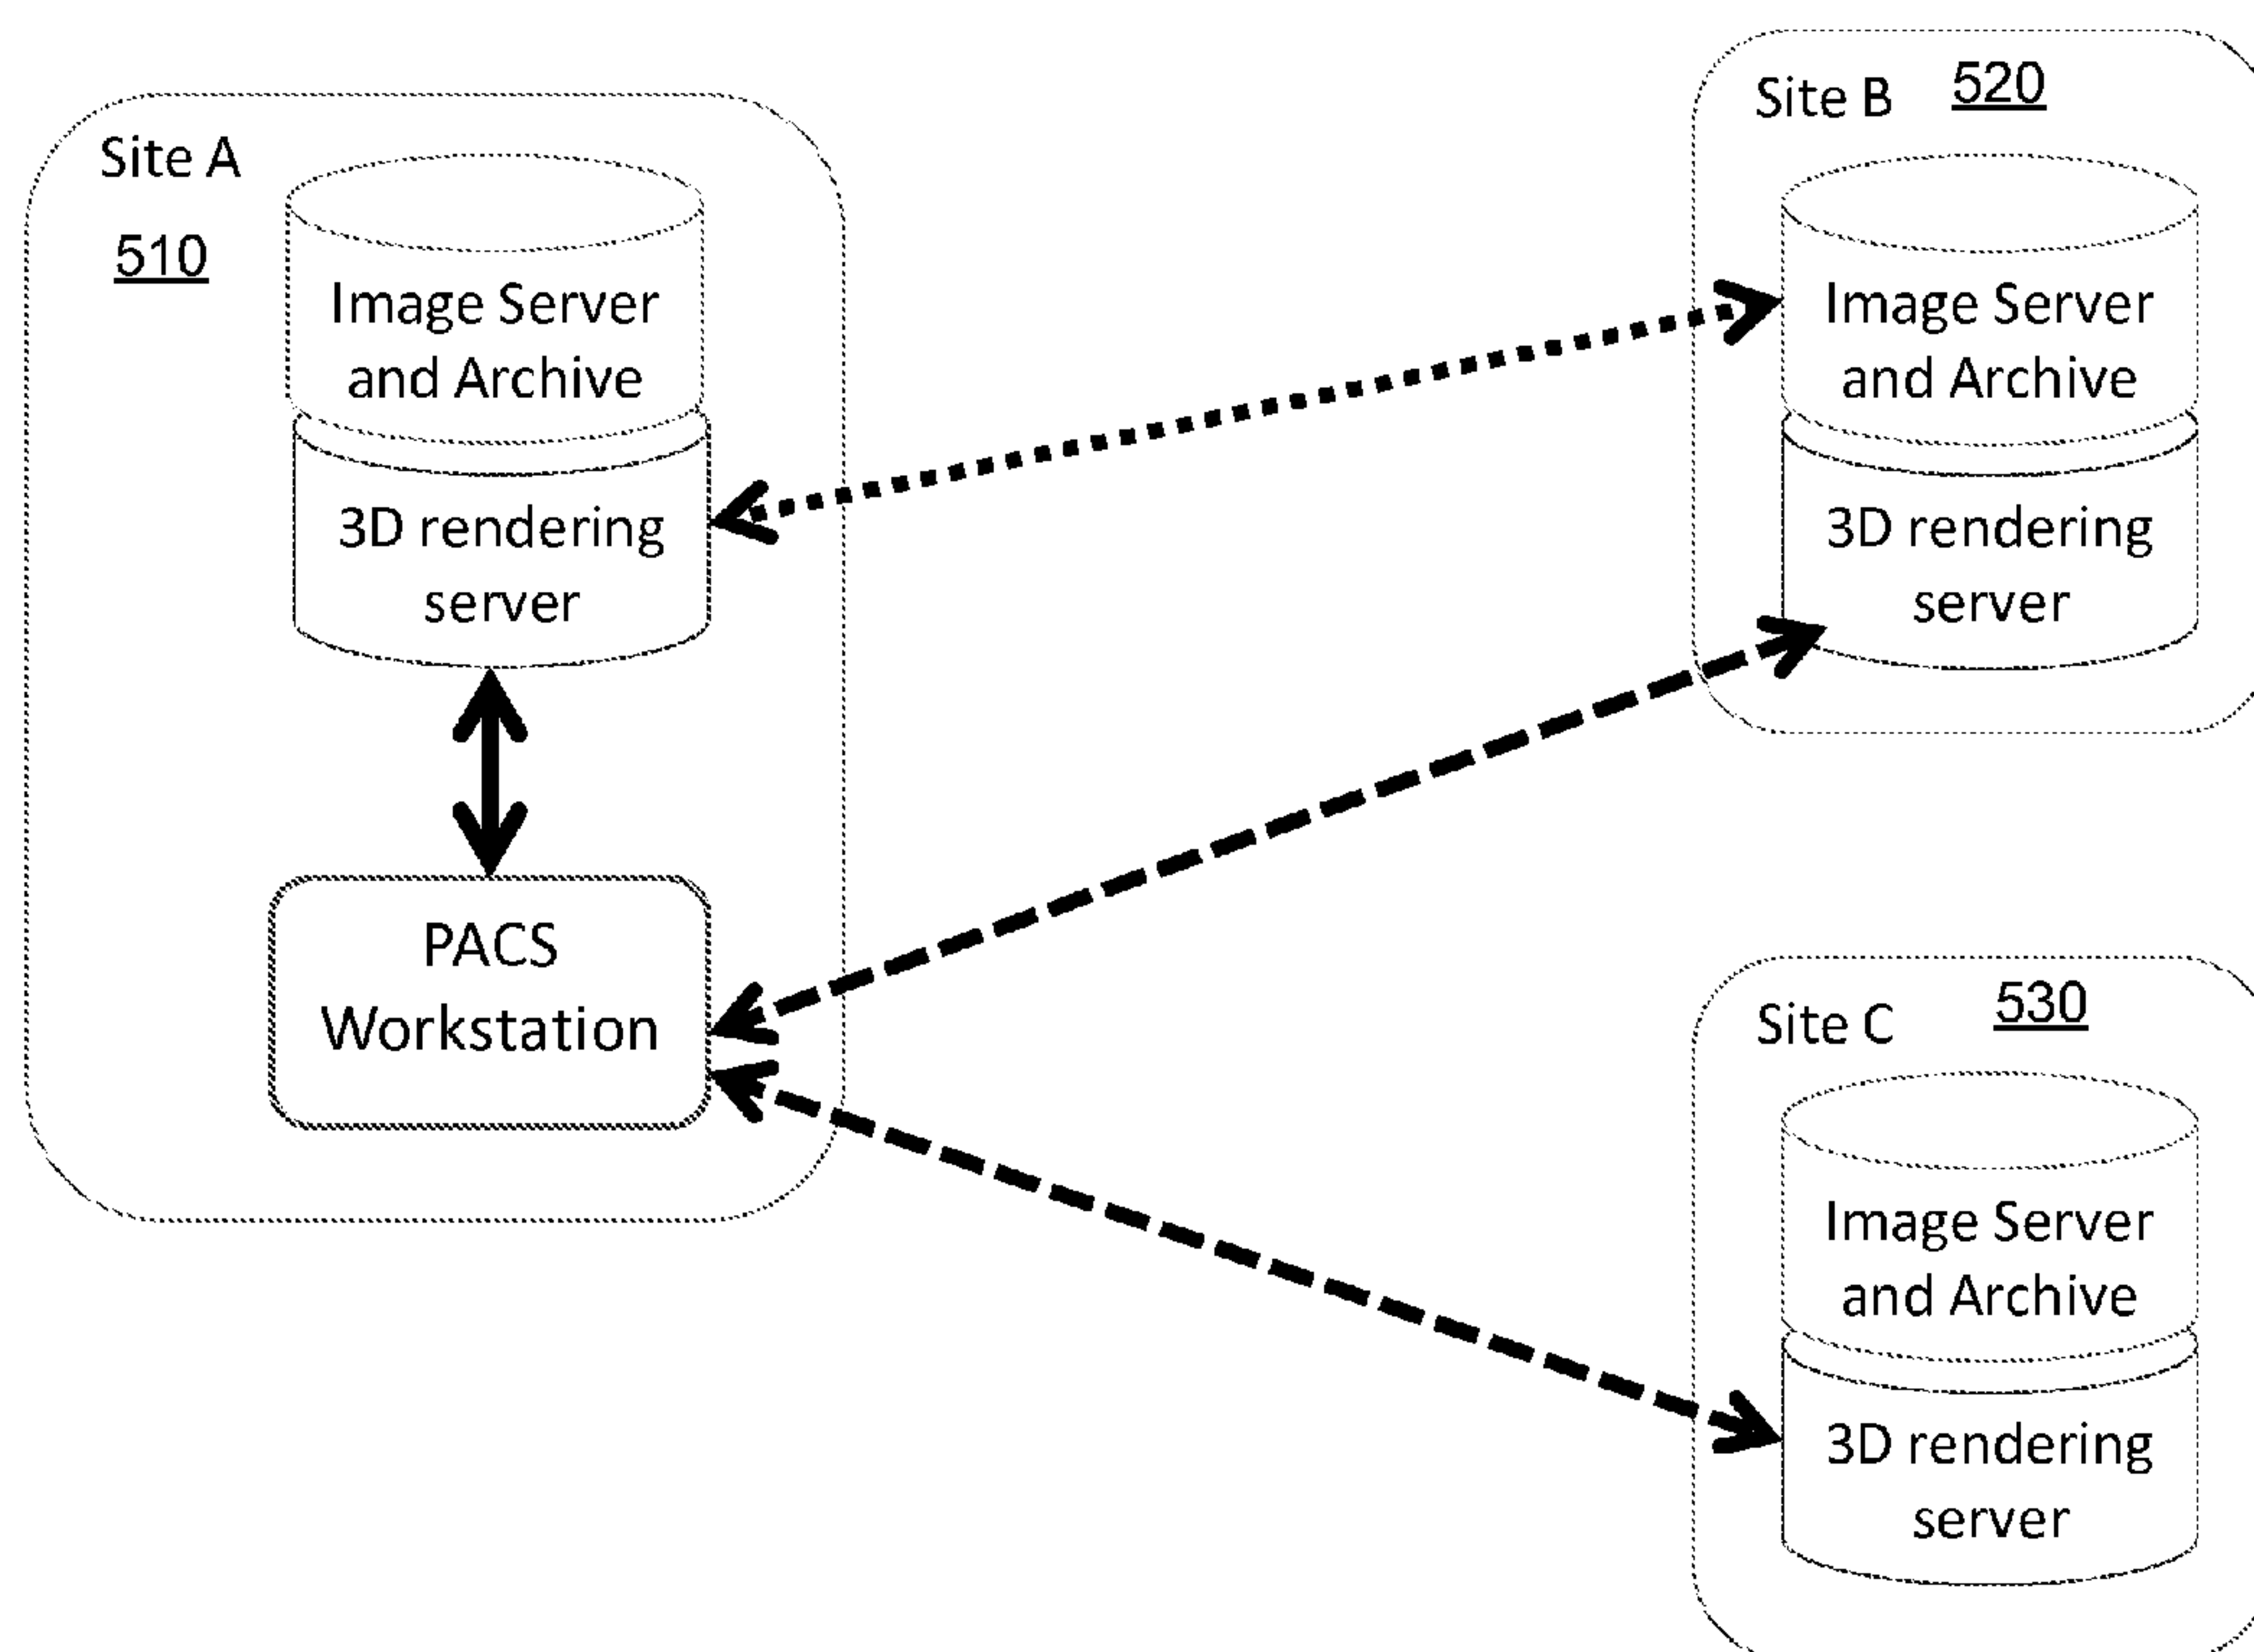 Site A
510
Image Server
and Archive
3D rendering
server
PACS
Workstation
Site B 520
Image Server
and Archive
3D rendering
server
Site C 530
Image Server
and Archive
3D rendering
server